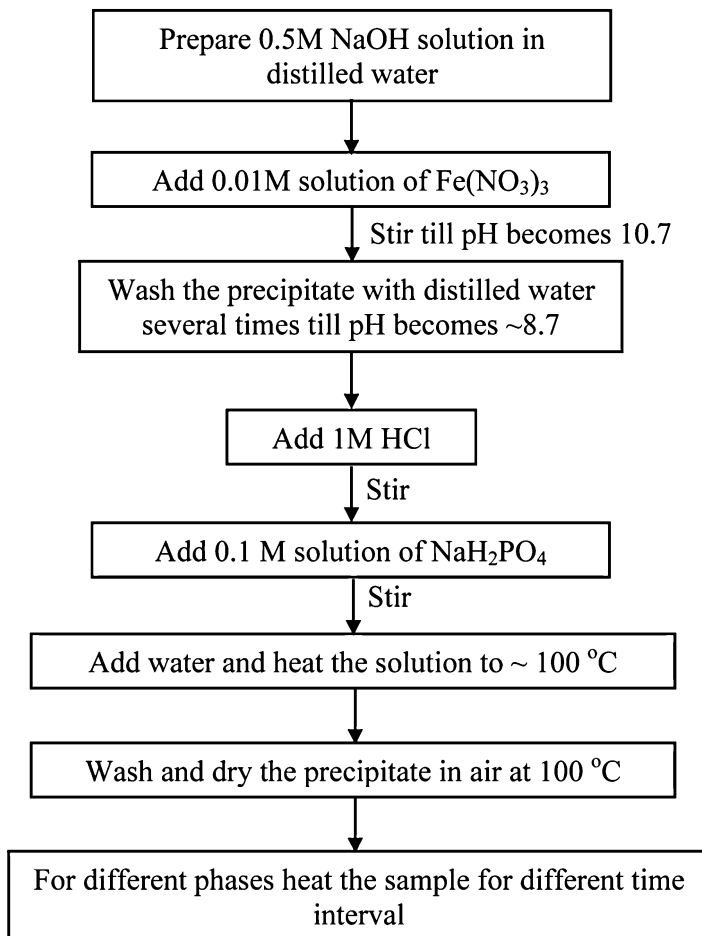 Prepare 0.5M NaOH solution in
distilled water
Add 0.01M solution of Fe(NO₃)₃
Stir till pH becomes 10.7
Wash the precipitate with distilled water
several times till pH becomes ~8.7
Add 1M HCl
Stir
Add 0.1 M solution of NaH₂PO₄
Stir
Add water and heat the solution to ~ 100 °C
Wash and dry the precipitate in air at 100 °C
For different phases heat the sample for different time
interval